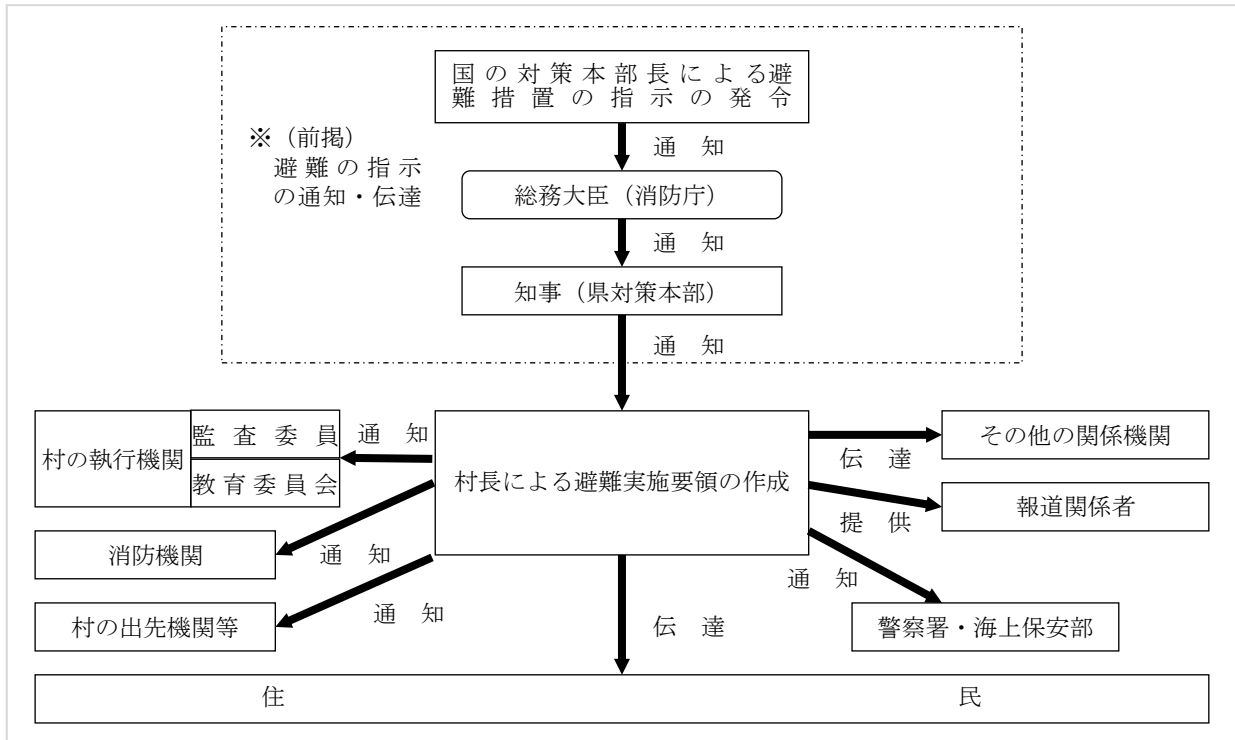 国の対策本部長による避
難措置の指示の発令
※（前掲）
避難の指示
の通知・伝達
通 知
総務大臣（消防庁）
通 知
知事（県対策本部）
通 知
村の執行機関
監査委員
教育委員会
通 知
村長による避難実施要領の作成
その他の関係機関
伝 達
報道関係者
提 供
消防機関
通 知
通 知
警察署・海上保安部
村の出先機関等
通 知
伝 達
住 民